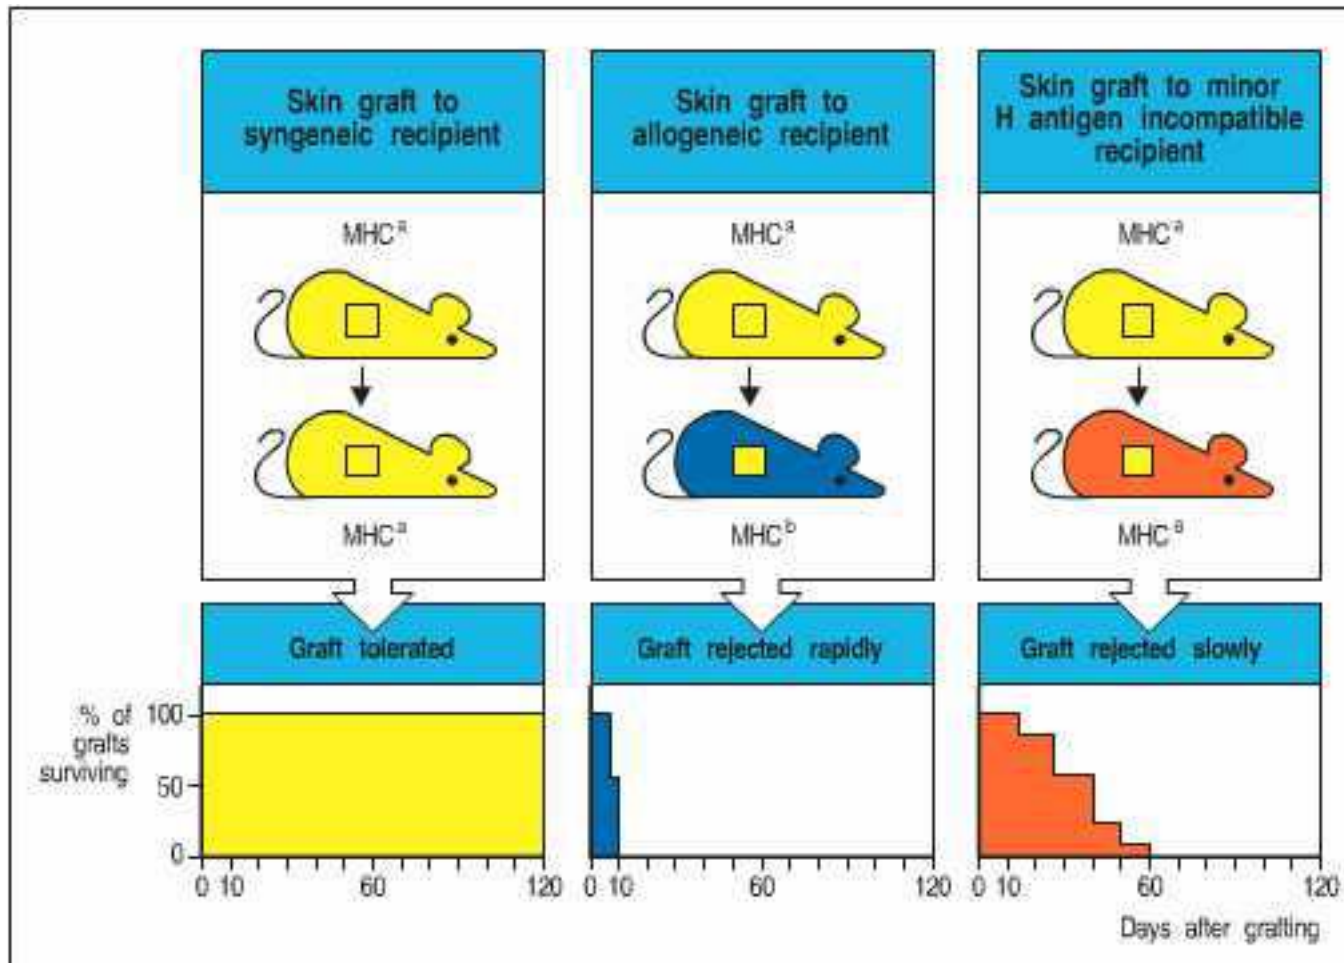 Skin graft to
syngeneic recipient
MHC a
MHC a
Graft tolerated
Skin graft to
allogeneic recipient
MHC a
MHC b
Graft rejected rapidly
Skin graft to minor
H antigen incompatible
recipient
MHC a
MHC a
Graft rejected slowly
% of
grafts
surviving
100
50
0
0 10 60 120
0 10 60 120
0 10 60 120
Days after grafting